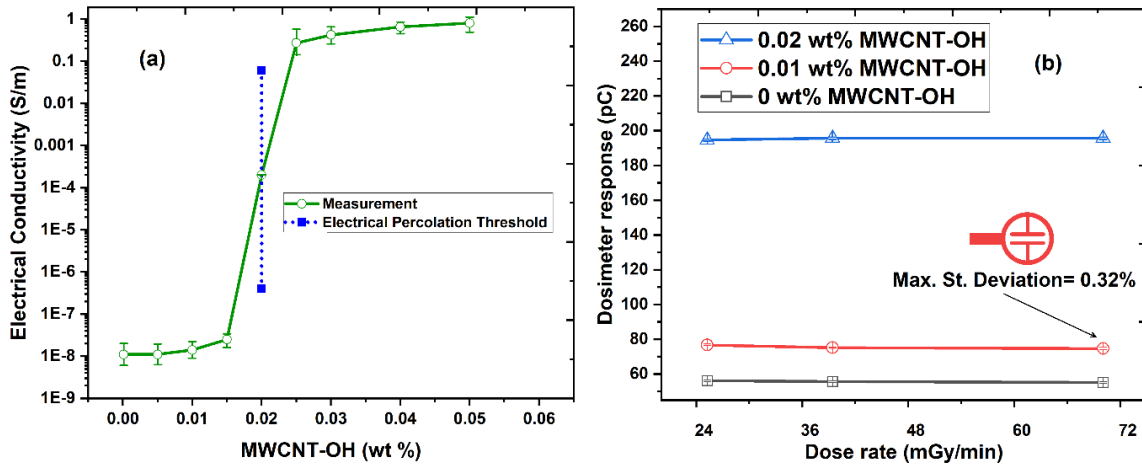 (a)
Electrical Conductivity (S/m)
1
0.1
0.01
0.001
1E-4
1E-5
1E-6
1E-7
1E-8
1E-9
Measurement
Electrical Percolation Threshold
0.00 0.01 0.02 0.03 0.04 0.05 0.06
MWCNT-OH (wt %)
(b)
Dosimeter response (pC)
260
240
220
200
180
160
140
120
100
80
60
0.02 wt% MWCNT-OH
0.01 wt% MWCNT-OH
0 wt% MWCNT-OH
Max. St. Deviation= 0.32%
24 36 48 60 72
Dose rate (mGy/min)